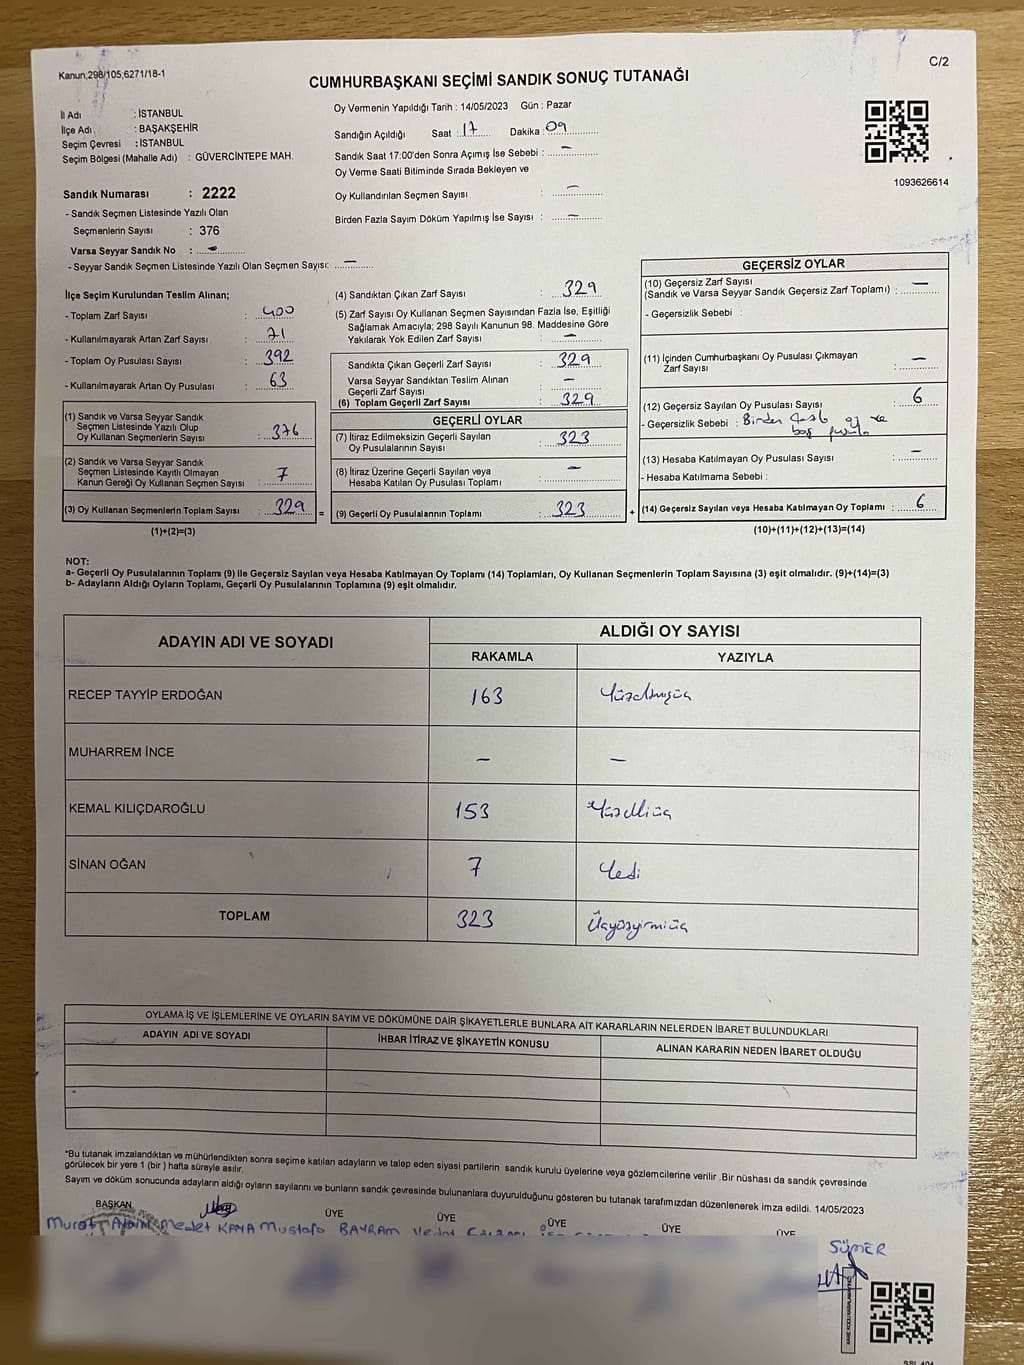 Kanun;298/105;6271/18-1
C/2
CUMHURBAŞKANI SEÇİMİ SANDIK SONUÇ TUTANAĞI
İl Adı : İSTANBUL
İlçe Adı : BAŞAKŞEHİR
Seçim Çevresi : İSTANBUL
Seçim Bölgesi (Mahalle Adı) : GÜVERCİNTEPE MAH.
Oy Vermenin Yapıldığı Tarih : 14/05/2023 Gün : Pazar
Sandığın Açıldığı Saat : 17 Dakika : 09
Sandık Saat 17:00'den Sonra Açımış İse Sebebi : —
Oy Verme Saati Bitiminde Sırada Bekleyen ve
Oy Kullandırılan Seçmen Sayısı : —
Birden Fazla Sayım Döküm Yapılmış İse Sayısı : —
1093626614
Sandık Numarası : 2222
- Sandık Seçmen Listesinde Yazılı Olan
Seçmenlerin Sayısı : 376
Varsa Seyyar Sandık No : -
- Seyyar Sandık Seçmen Listesinde Yazılı Olan Seçmen Sayısı: —
İlçe Seçim Kurulundan Teslim Alınan;
- Toplam Zarf Sayısı : 400
- Kullanılmayarak Artan Zarf Sayısı : 71
- Toplam Oy Pusulası Sayısı : 392
- Kullanılmayarak Artan Oy Pusulası : 63
(1) Sandık ve Varsa Seyyar Sandık
Seçmen Listesinde Yazılı Olup
Oy Kullanan Seçmenlerin Sayısı : 376
(2) Sandık ve Varsa Seyyar Sandık
Seçmen Listesinde Kayıtlı Olmayan
Kanun Gereği Oy Kullanan Seçmen Sayısı : 7
(3) Oy Kullanan Seçmenlerin Toplam Sayısı : 329 =
(1)+(2)=(3)
(4) Sandıktan Çıkan Zarf Sayısı : 329
(5) Zarf Sayısı Oy Kullanan Seçmen Sayısından Fazla İse, Eşitliği
Sağlamak Amacıyla; 298 Sayılı Kanunun 98. Maddesine Göre
Yakılarak Yok Edilen Zarf Sayısı : —
Sandıkta Çıkan Geçerli Zarf Sayısı : 329
Varsa Seyyar Sandıktan Teslim Alınan
Geçerli Zarf Sayısı : —
(6) Toplam Geçerli Zarf Sayısı : 329
GEÇERLİ OYLAR
(7) İtiraz Edilmeksizin Geçerli Sayılan
Oy Pusulalarının Sayısı : 323
(8) İtiraz Üzerine Geçerli Sayılan veya
Hesaba Katılan Oy Pusulası Toplamı : —
(9) Geçerli Oy Pusulalarının Toplamı : 323 +
GEÇERSİZ OYLAR
(10) Geçersiz Zarf Sayısı
(Sandık ve Varsa Seyyar Sandık Geçersiz Zarf Toplamı) : —
- Geçersizlik Sebebi :
(11) İçinden Cumhurbaşkanı Oy Pusulası Çıkmayan
Zarf Sayısı : —
(12) Geçersiz Sayılan Oy Pusulası Sayısı : 6
- Geçersizlik Sebebi : Birden fazla oy ve
boş pusula
(13) Hesaba Katılmayan Oy Pusulası Sayısı : —
- Hesaba Katılmama Sebebi :
(14) Geçersiz Sayılan veya Hesaba Katılmayan Oy Toplamı : 6
(10)+(11)+(12)+(13)=(14)
NOT:
a- Geçerli Oy Pusulalarının Toplamı (9) İle Geçersiz Sayılan veya Hesaba Katılmayan Oy Toplamı (14) Toplamları, Oy Kullanan Seçmenlerin Toplam Sayısına (3) eşit olmalıdır. (9)+(14)=(3)
b- Adayların Aldığı Oyların Toplamı, Geçerli Oy Pusulalarının Toplamına (9) eşit olmalıdır.
ADAYIN ADI VE SOYADI
ALDIĞI OY SAYISI
RAKAMLA YAZIYLA
RECEP TAYYİP ERDOĞAN 163 Yüzaltmışüç
MUHARREM İNCE — —
KEMAL KILIÇDAROĞLU 153 Yüzelliüç
SİNAN OĞAN 7 Yedi
TOPLAM 323 Üçyüzyirmiüç
OYLAMA İŞ VE İŞLEMLERİNE VE OYLARIN SAYIM VE DÖKÜMÜNE DAİR ŞİKAYETLERLE BUNLARA AİT KARARLARIN NELERDEN İBARET BULUNDUKLARI
ADAYIN ADI VE SOYADI İHBAR İTİRAZ VE ŞİKAYETİN KONUSU ALINAN KARARIN NEDEN İBARET OLDUĞU
*Bu tutanak imzalandıktan ve mühürlendikten sonra seçime katılan adayların ve talep eden siyasi partilerin sandık kurulu üyelerine veya gözlemcilerine verilir .Bir nüshası da sandık çevresinde
görülecek bir yere 1 (bir ) hafta süreyle asılır.
Sayım ve döküm sonucunda adayların aldığı oyların sayılarını ve bunların sandık çevresinde bulunanlara duyurulduğunu gösteren bu tutanak tarafımızdan düzenlenerek imza edildi. 14/05/2023
BAŞKAN ÜYE ÜYE ÜYE ÜYE ÜYE
Murat Aydın Medet KAYA Mustafa BAYRAM
SÜMER